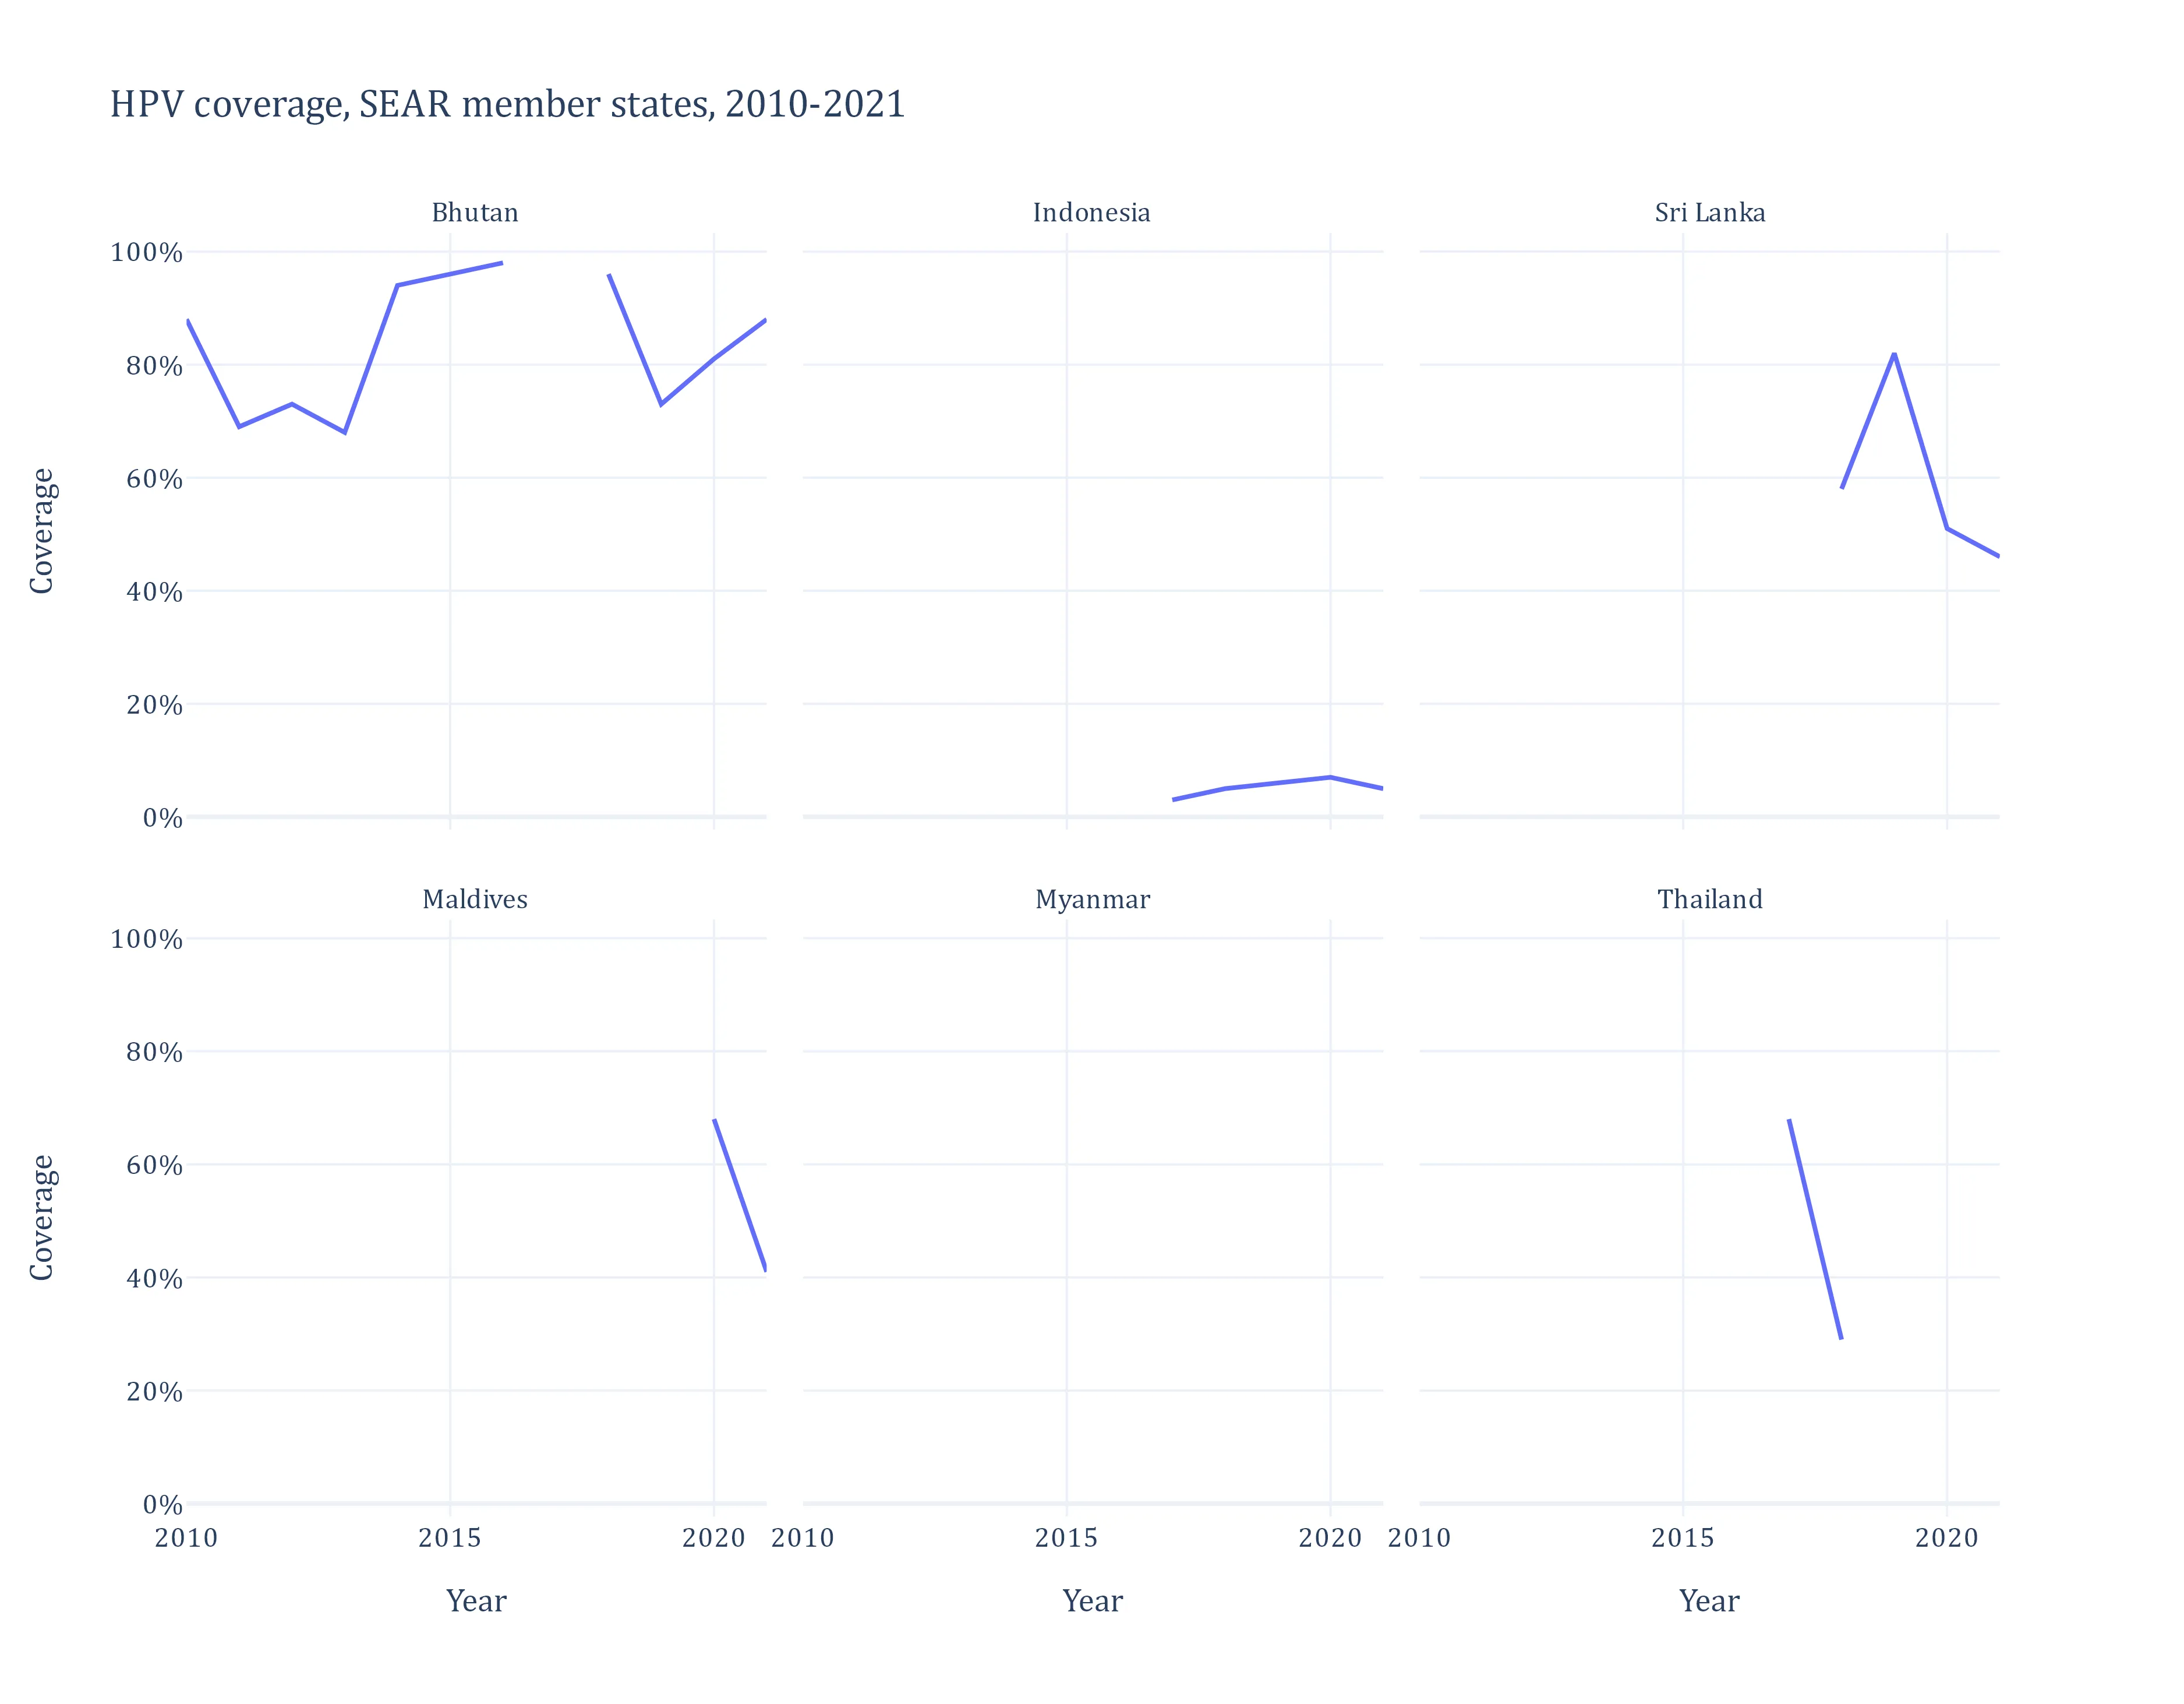 HPV coverage, SEAR member states, 2010-2021
Bhutan
Indonesia
Sri Lanka
100%
80%
60%
40%
20%
0%
Coverage
Maldives
Myanmar
Thailand
100%
80%
60%
40%
20%
0%
Coverage
2010 2015 2020 2010 2015 2020 2010 2015 2020
Year Year Year